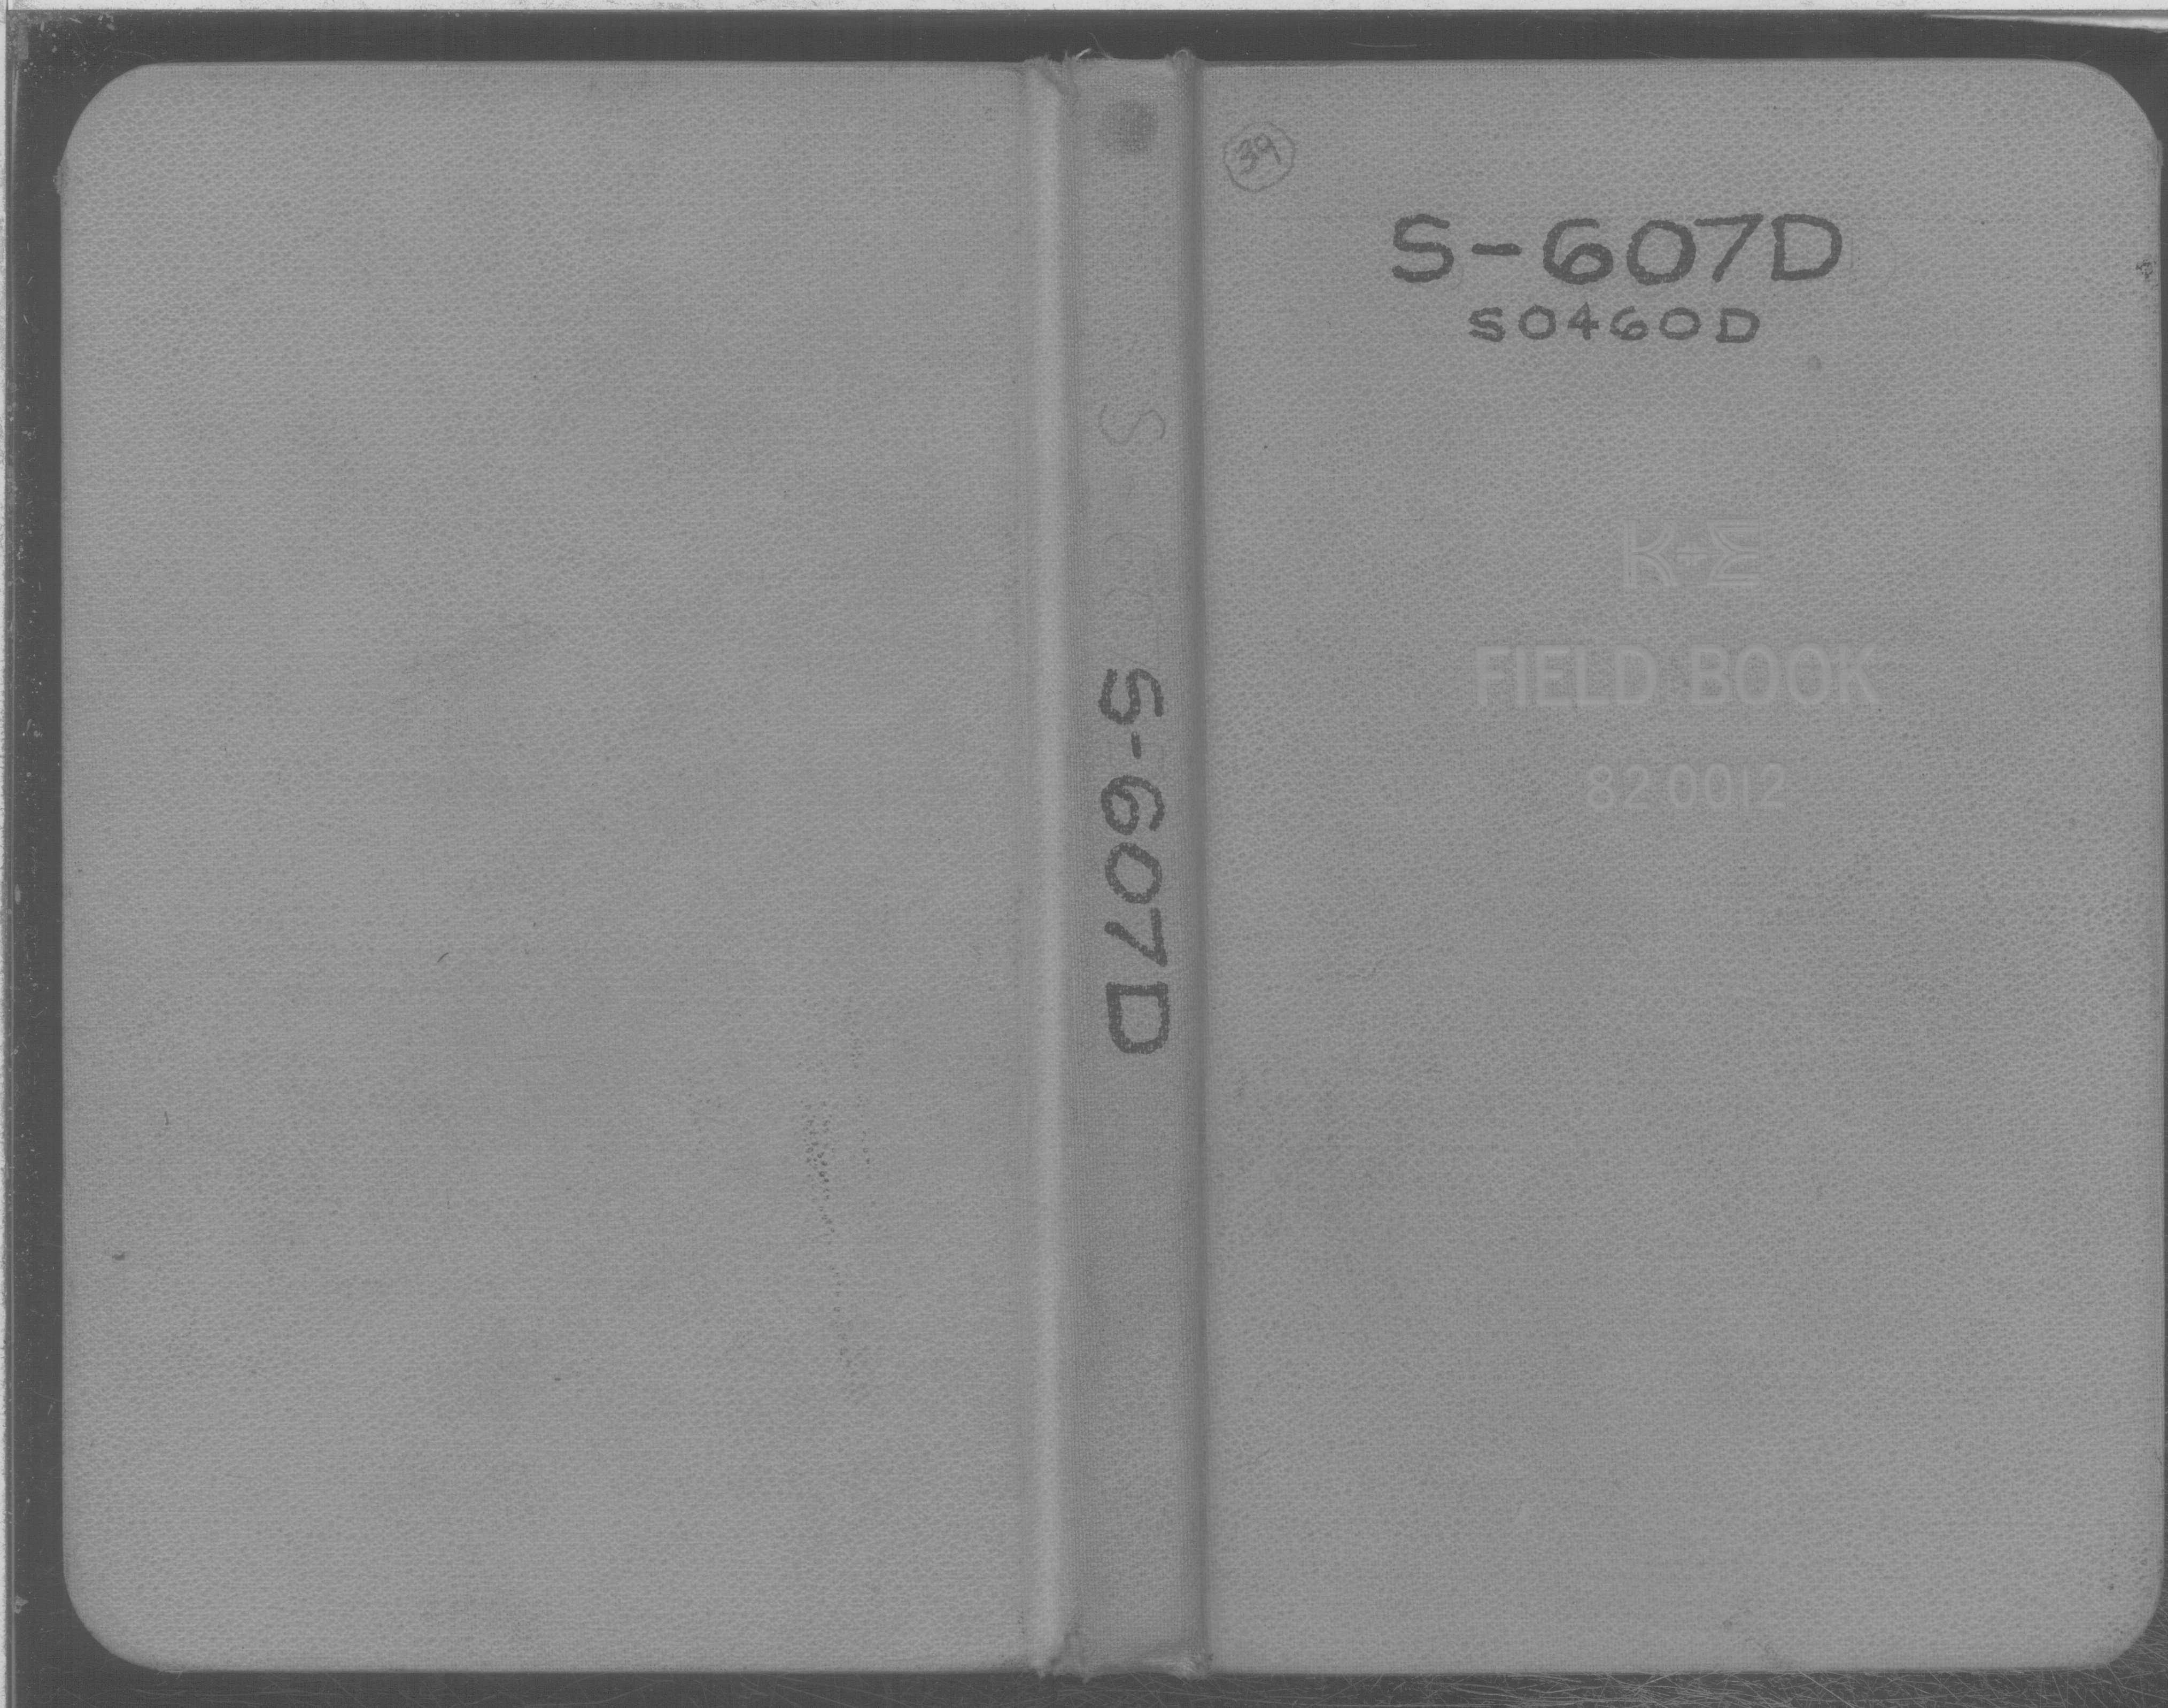 39
S-607D
S0460D
K+E
FIELD BOOK
82 0012
S
S-607D